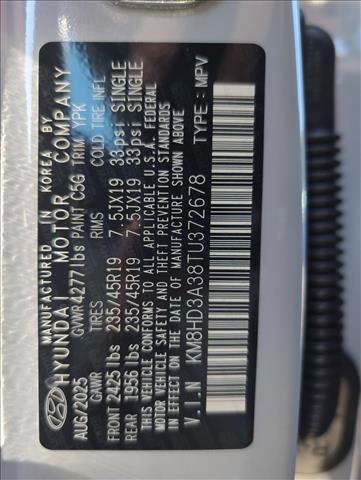 MANUFACTURED IN KOREA BY
HYUNDAI MOTOR COMPANY
AUG/2025 GVWR 4277lbs PAINT C5G TRIM YPK
GAWR TIRES RIMS COLD TIRE INFL
FRONT 2425 lbs 235/45R19 7.5JX19 33psi SINGLE
REAR 1956 lbs 235/45R19 7.5JX19 33psi SINGLE
THIS VEHICLE CONFORMS TO ALL APPLICABLE U.S.A. FEDERAL
MOTOR VEHICLE SAFETY AND THEFT PREVENTION STANDARDS
IN EFFECT ON THE DATE OF MANUFACTURE SHOWN ABOVE
V.I.N KM8HD3A38TU372678 TYPE : MPV